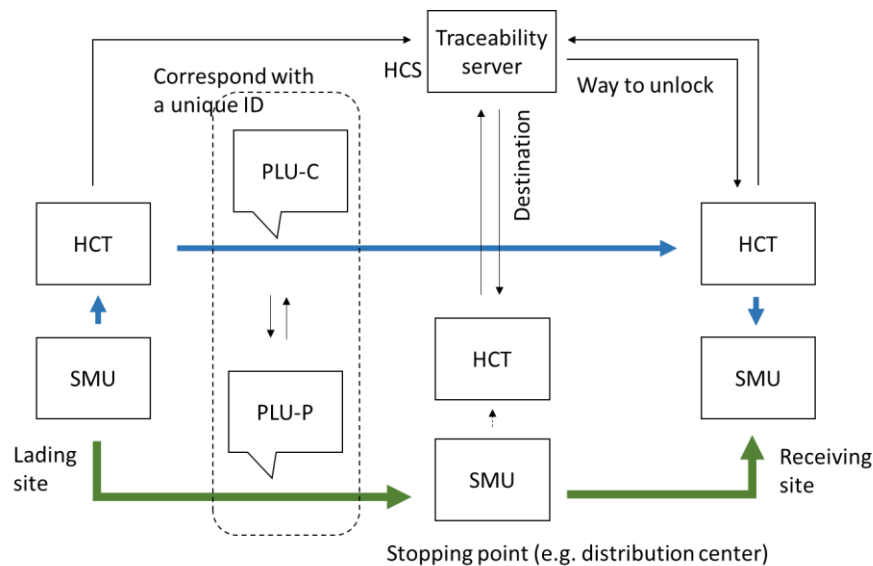 Traceability
server
HCS
Correspond with
a unique ID
Way to unlock
PLU-C
Destination
HCT
HCT
HCT
SMU
SMU
PLU-P
SMU
Lading
site
Receiving
site
Stopping point (e.g. distribution center)